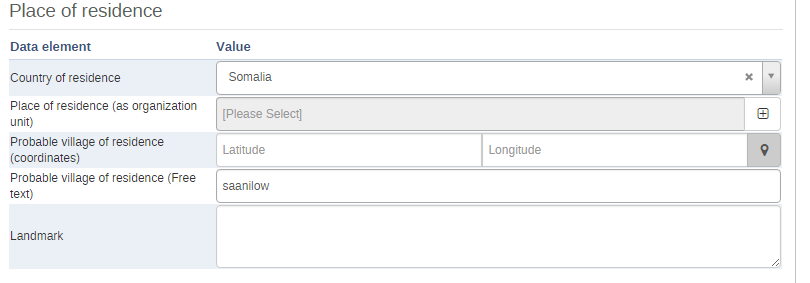 Place of residence
Data element Value
Country of residence Somalia
Place of residence (as organization
unit) [Please Select]
Probable village of residence
(coordinates) Latitude Longitude
Probable village of residence (Free
text) saanilow
Landmark